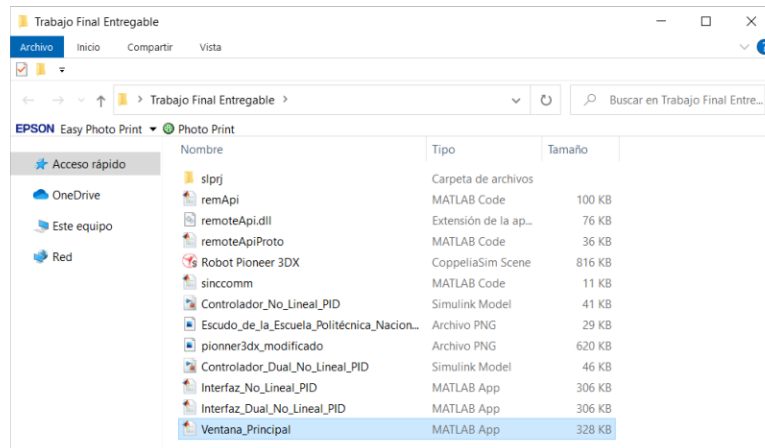 Trabajo Final Entregable
Archivo Inicio Compartir Vista
Trabajo Final Entregable
Buscar en Trabajo Final Entre...
EPSON Easy Photo Print Photo Print
Acceso rápido
OneDrive
Este equipo
Red
Nombre Tipo Tamaño
slprj Carpeta de archivos
remApi MATLAB Code 100 KB
remoteApi.dll Extensión de la ap... 76 KB
remoteApiProto MATLAB Code 36 KB
Robot Pioneer 3DX CoppeliaSim Scene 816 KB
sinccomm MATLAB Code 11 KB
Controlador_No_Lineal_PID Simulink Model 41 KB
Escudo_de_la_Escuela_Politécnica_Nacion... Archivo PNG 29 KB
pionner3dx_modificado Archivo PNG 620 KB
Controlador_Dual_No_Lineal_PID Simulink Model 46 KB
Interfaz_No_Lineal_PID MATLAB App 306 KB
Interfaz_Dual_No_Lineal_PID MATLAB App 306 KB
Ventana_Principal MATLAB App 328 KB